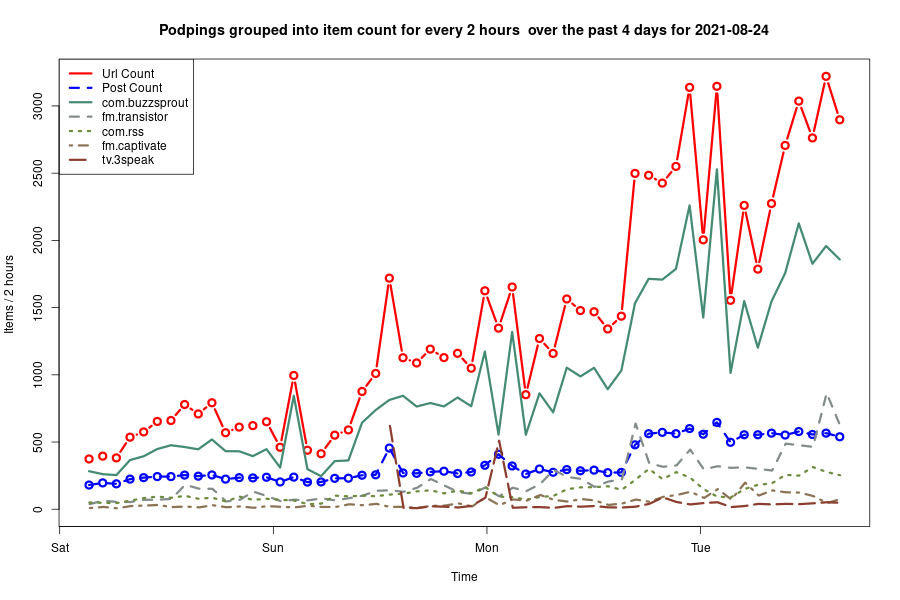 Podpings grouped into item count for every 2 hours  over the past 4 days for 2021-08-24
Url Count
Post Count
com.buzzsprout
fm.transistor
com.rss
fm.captivate
tv.3speak
3000
2500
2000
1500
1000
500
0
Items / 2 hours
Sat
Sun
Mon
Tue
Time